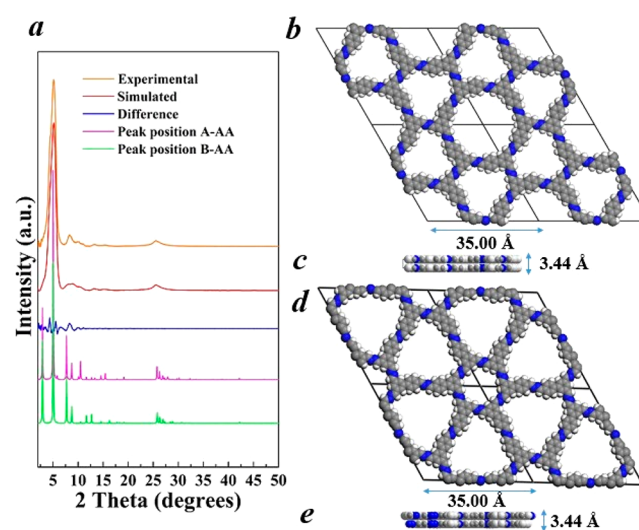 a
Experimental
Simulated
Difference
Peak position A-AA
Peak position B-AA
Intensity (a.u.)
5 10 15 20 25 30 35 40 45 50
2 Theta (degrees)
b
35.00 Å
c
3.44 Å
d
35.00 Å
e
3.44 Å